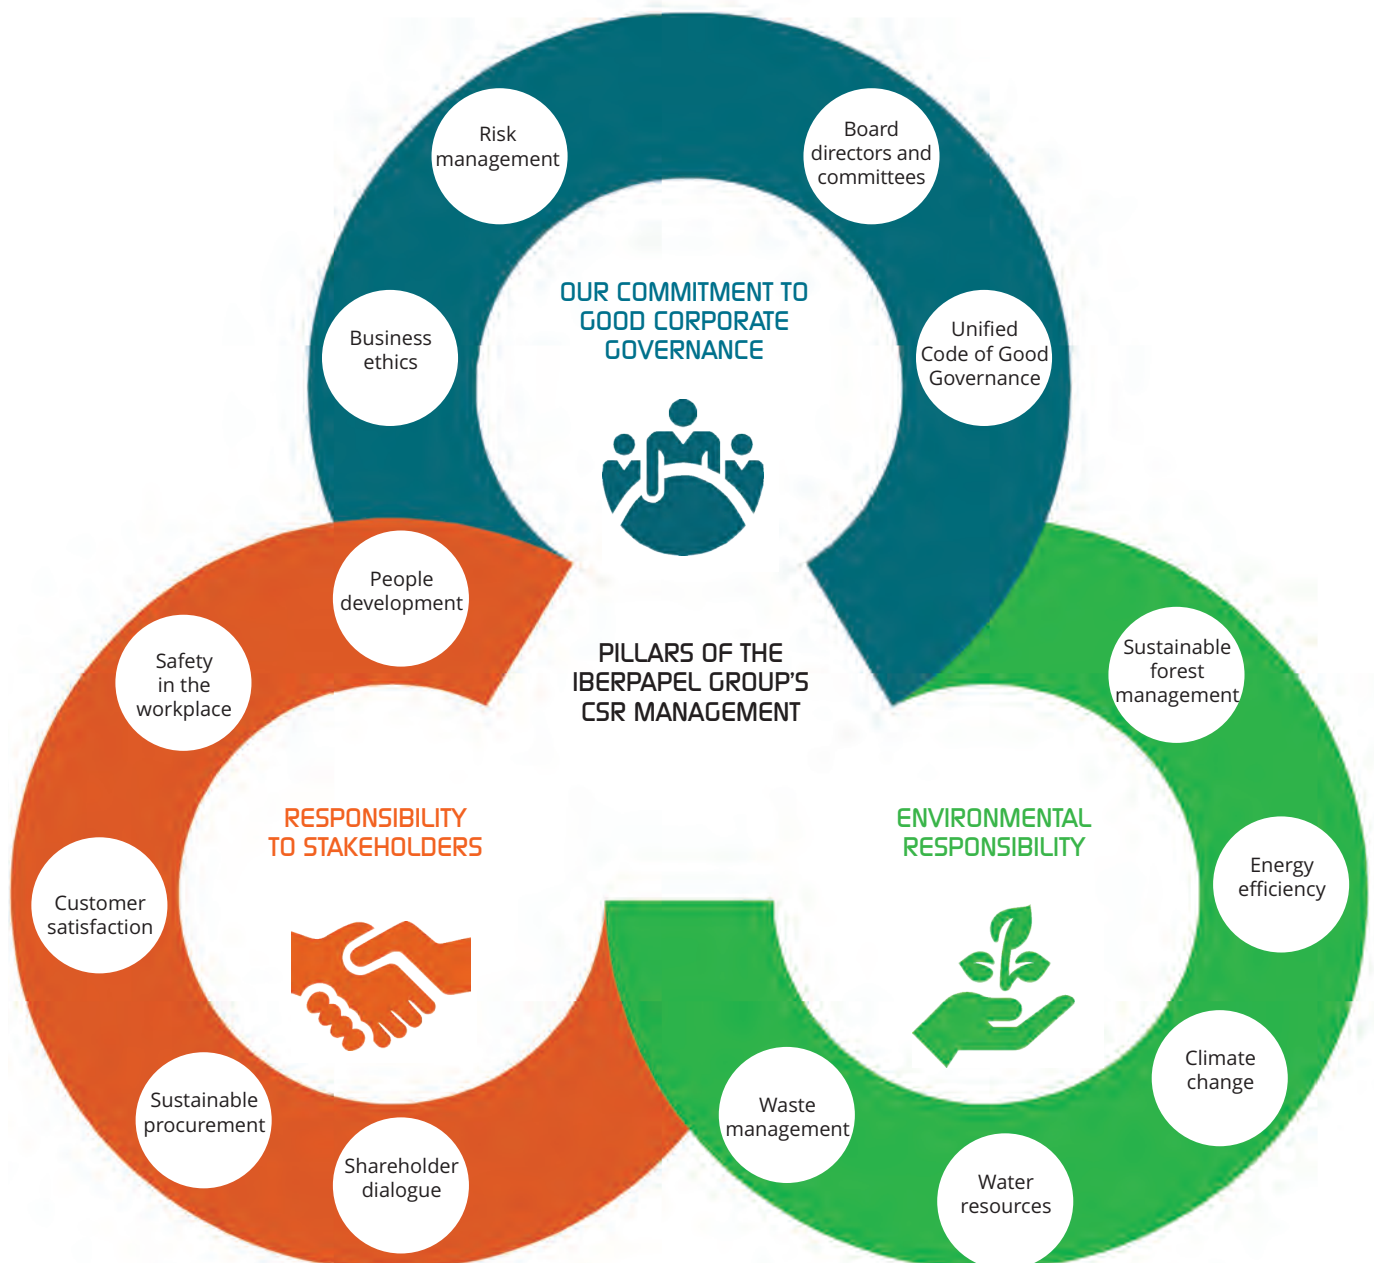 Risk
management
Board
directors and
committees
Business
ethics
OUR COMMITMENT TO
GOOD CORPORATE
GOVERNANCE
Unified
Code of Good
Governance
People
development
Safety
in the
workplace
PILLARS OF THE
IBERPAPEL GROUP'S
CSR MANAGEMENT
Sustainable
forest
management
RESPONSIBILITY
TO STAKEHOLDERS
ENVIRONMENTAL
RESPONSIBILITY
Customer
satisfaction
Energy
efficiency
Sustainable
procurement
Shareholder
dialogue
Climate
change
Waste
management
Water
resources